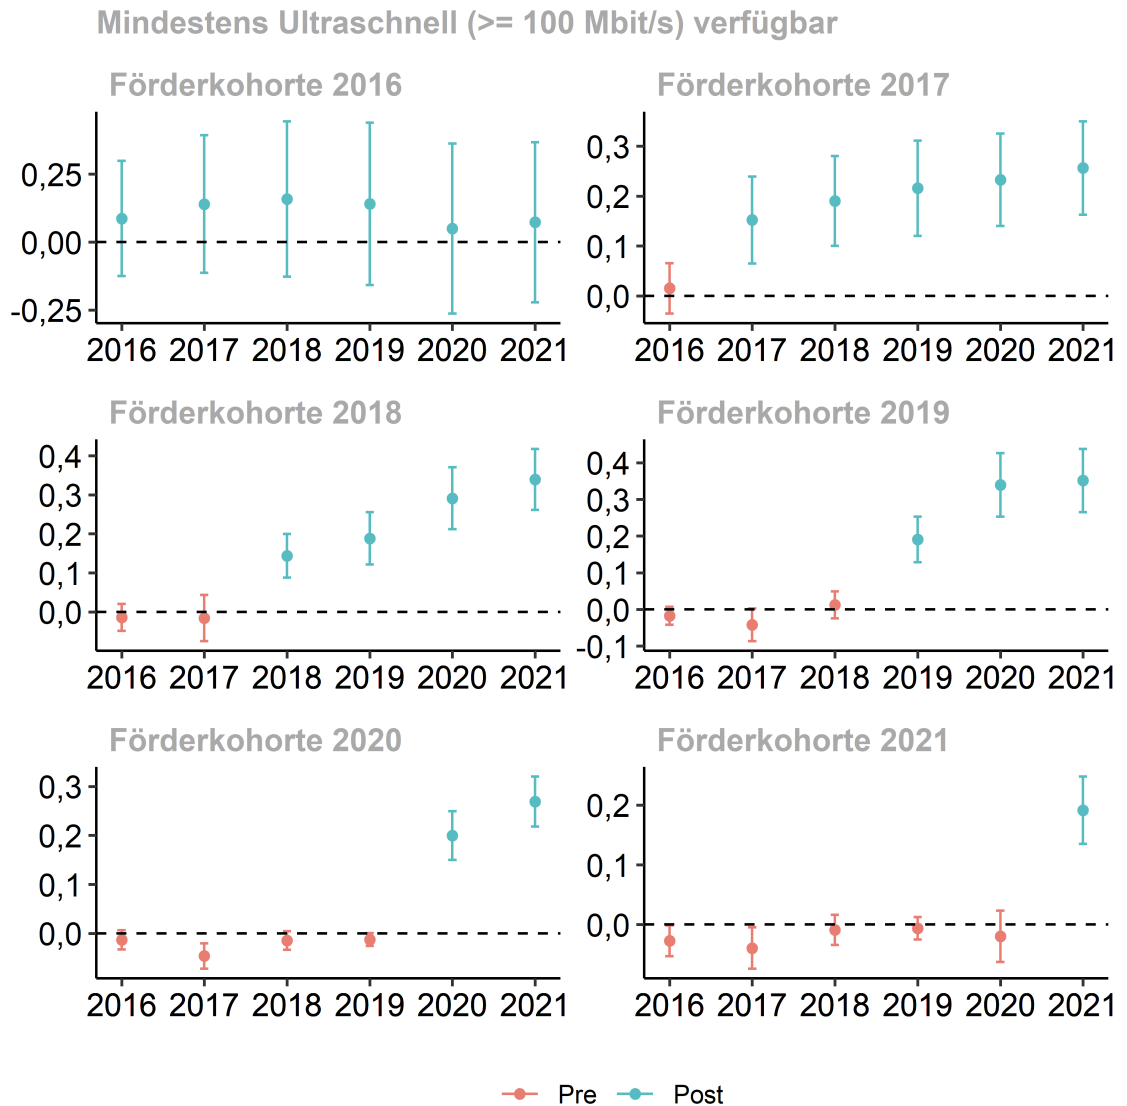 Mindestens Ultraschnell (>= 100 Mbit/s) verfügbar
Förderkohorte 2016
0,25
0,00
-0,25
2016 2017 2018 2019 2020 2021
Förderkohorte 2017
0,3
0,2
0,1
0,0
2016 2017 2018 2019 2020 2021
Förderkohorte 2018
0,4
0,3
0,2
0,1
0,0
2016 2017 2018 2019 2020 2021
Förderkohorte 2019
0,4
0,3
0,2
0,1
0,0
-0,1
2016 2017 2018 2019 2020 2021
Förderkohorte 2020
0,3
0,2
0,1
0,0
2016 2017 2018 2019 2020 2021
Förderkohorte 2021
0,2
0,1
0,0
2016 2017 2018 2019 2020 2021
Pre Post